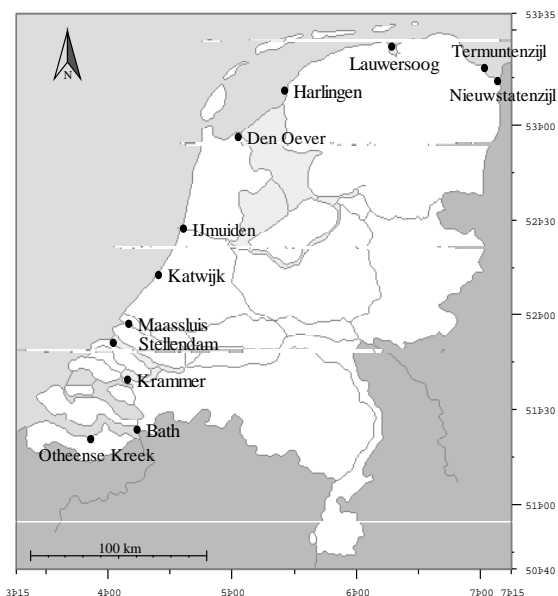 53Þ35
Termuntenzijl
N
Lauwersoog
Harlingen
Nieuwstatenzijl
53Þ00
Den Oever
52Þ30
IJmuiden
Katwijk
52Þ00
Maassluis
Stellendam
Krammer
51Þ30
Bath
Otheense Kreek
51Þ00
100 km
50Þ40
3Þ15
4Þ00
5Þ00
6Þ00
7Þ00
7Þ15